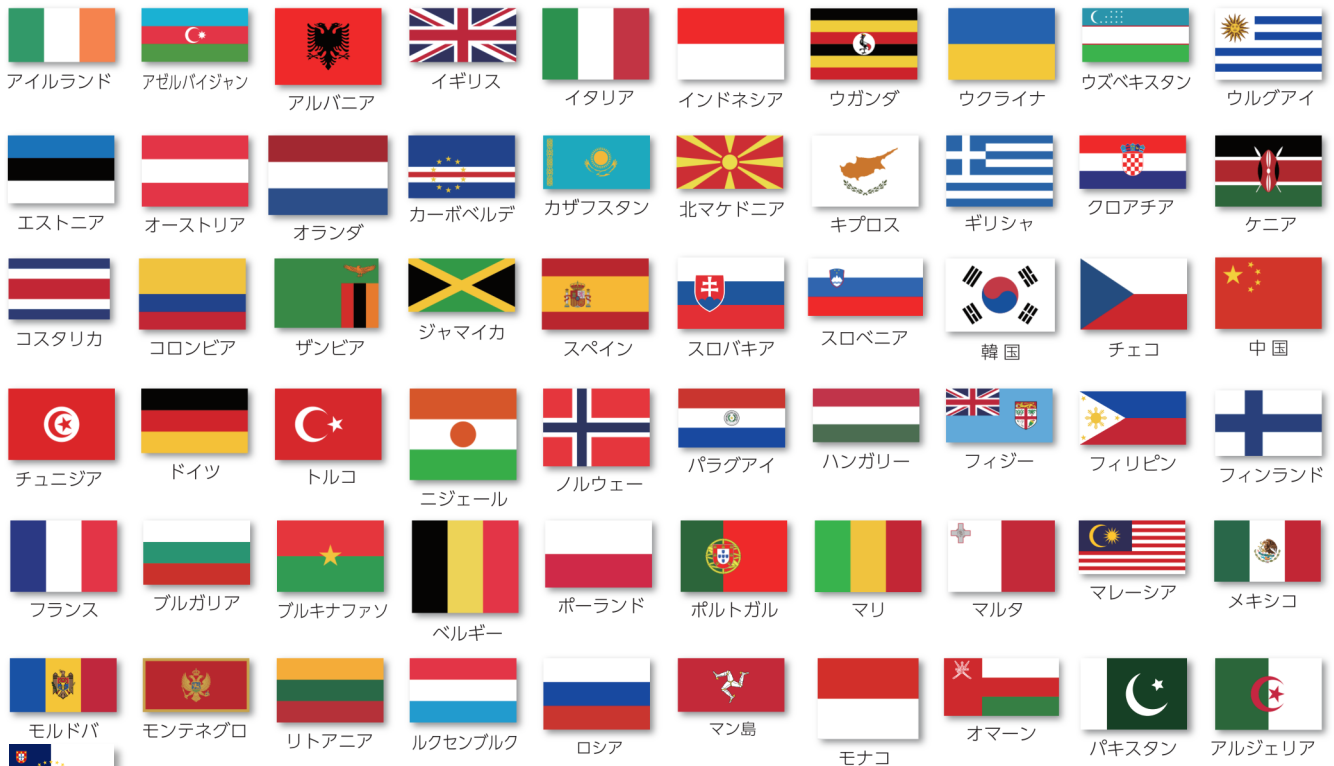 アイルランド アゼルバイジャン アルバニア イギリス イタリア インドネシア ウガンダ ウクライナ ウズベキスタン ウルグアイ
エストニア オーストリア オランダ カーボベルデ カザフスタン 北マケドニア キプロス ギリシャ クロアチア ケニア
コスタリカ コロンビア ザンビア ジャマイカ スペイン スロバキア スロベニア 韓国 チェコ 中国
チュニジア ドイツ トルコ ニジェール ノルウェー パラグアイ ハンガリー フィジー フィリピン フィンランド
フランス ブルガリア ブルキナファソ ベルギー ポーランド ポルトガル マリ マルタ マレーシア メキシコ
モルドバ モンテネグロ リトアニア ルクセンブルク ロシア マン島 モナコ オマーン パキスタン アルジェリア